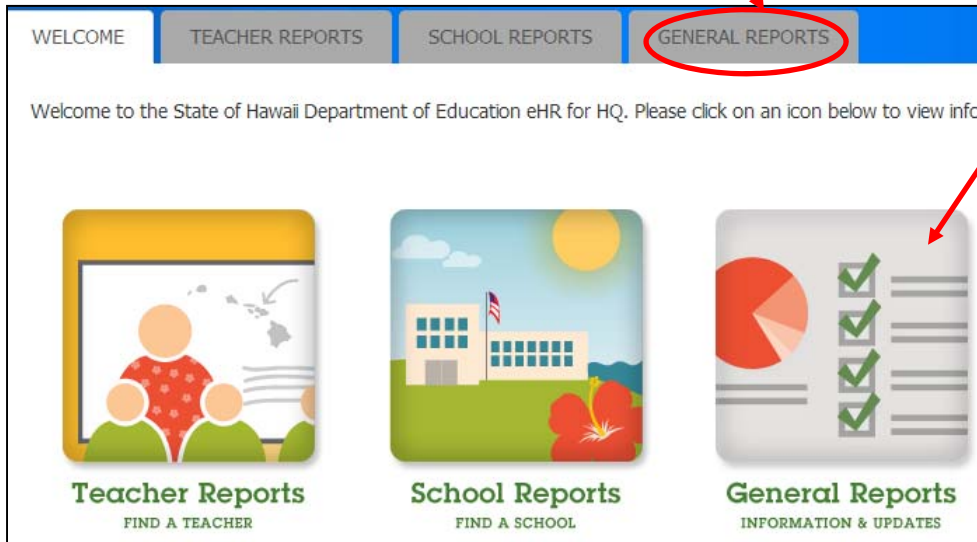 WELCOME TEACHER REPORTS SCHOOL REPORTS GENERAL REPORTS
Welcome to the State of Hawaii Department of Education eHR for HQ. Please click on an icon below to view info
Teacher Reports School Reports General Reports
FIND A TEACHER FIND A SCHOOL INFORMATION & UPDATES